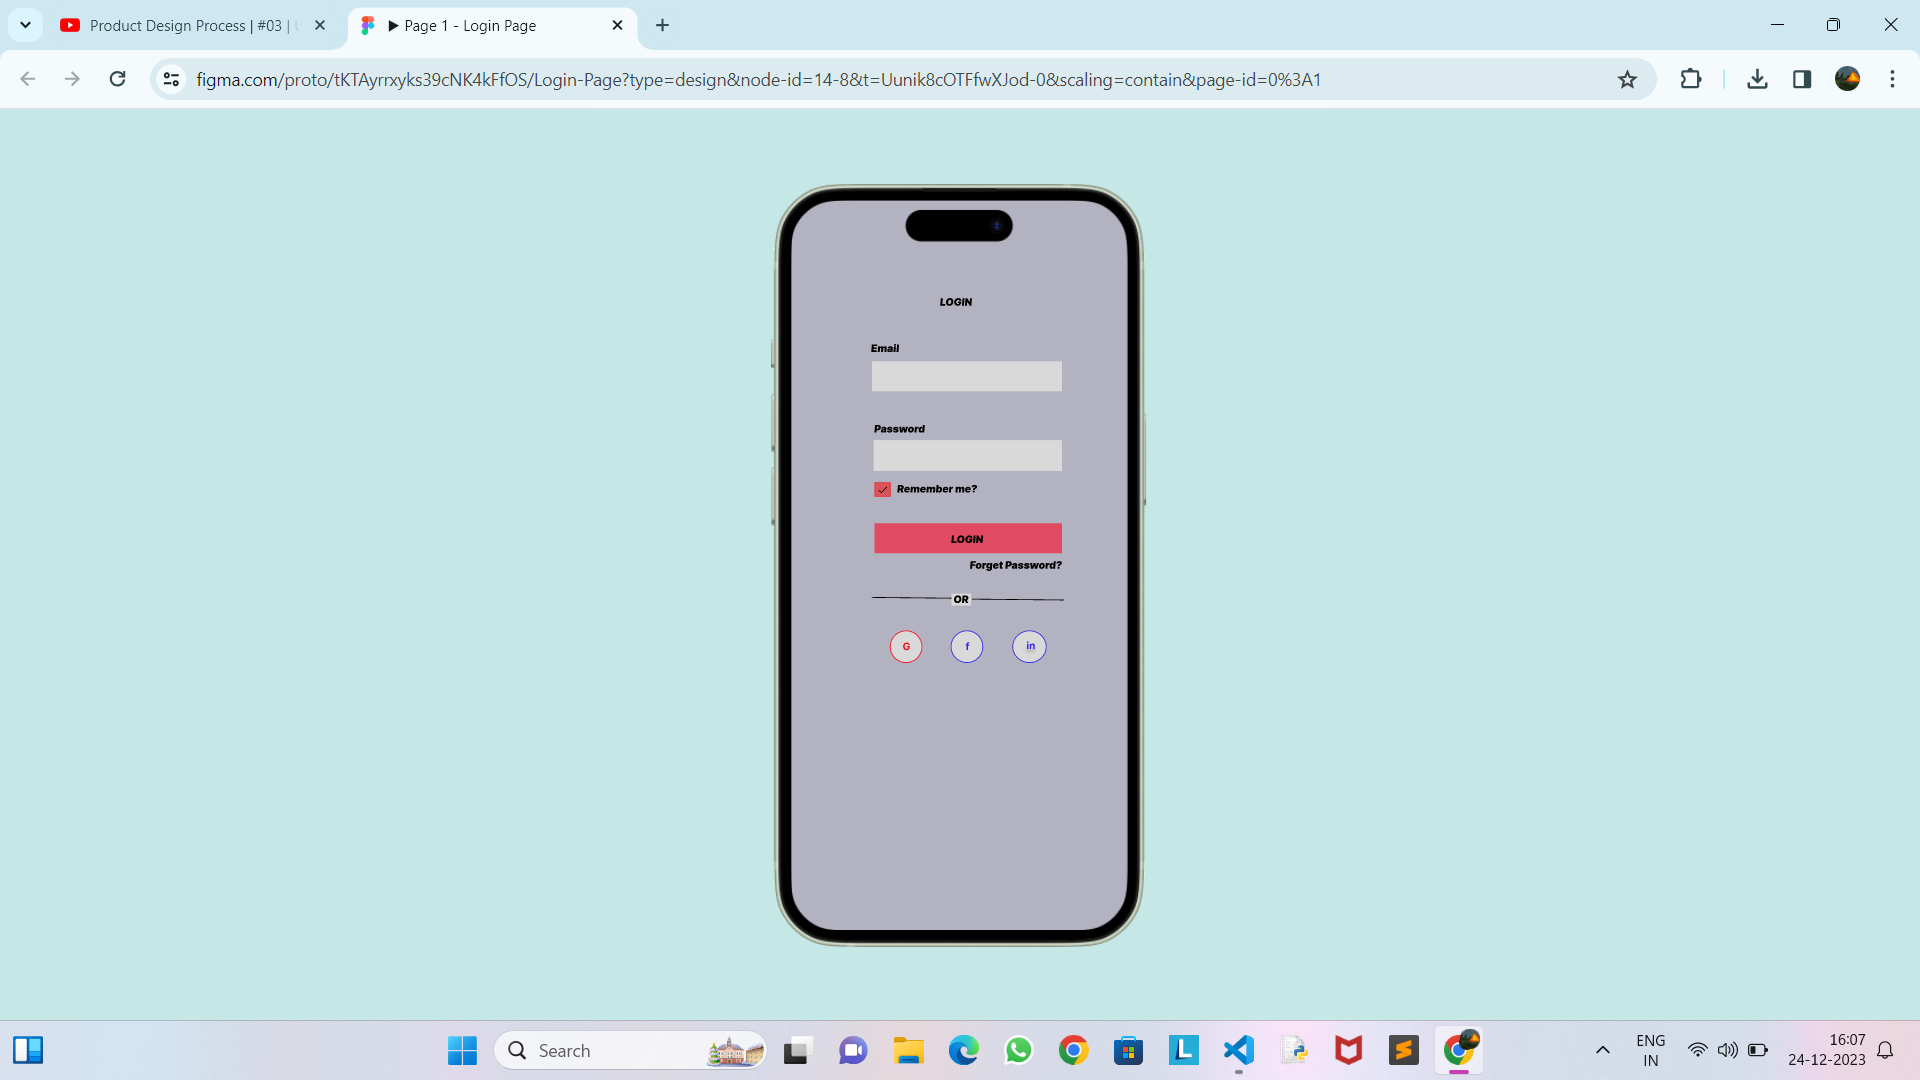 Product Design Process | #03 |
▶ Page 1 - Login Page
figma.com/proto/tKTAyrrxyks39cNK4kFfOS/Login-Page?type=design&node-id=14-8&t=Uunik8cOTFfwXJod-0&scaling=contain&page-id=0%3A1
LOGIN
Email
Password
Remember me?
LOGIN
Forget Password?
OR
G f in
Search
ENG
IN
16:07
24-12-2023